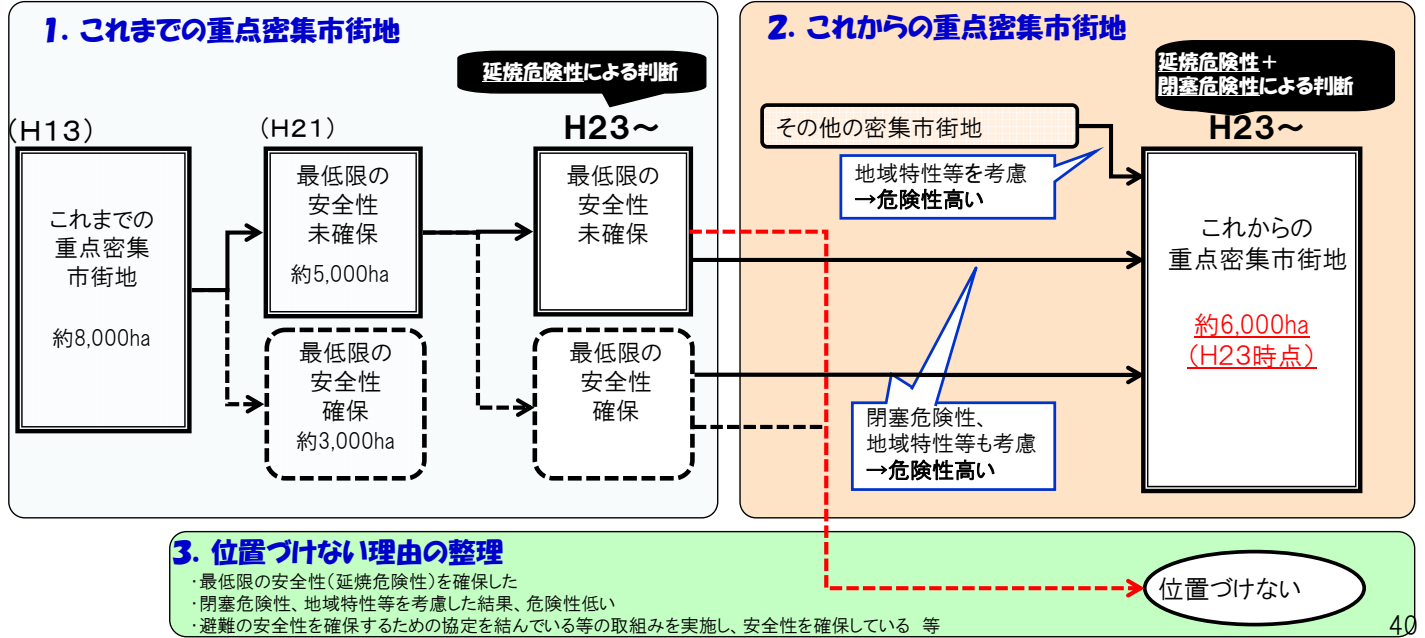 1. これまでの重点密集市街地
延焼危険性による判断
(H13)
(H21)
H23～
これまでの
重点密集
市街地
約8,000ha
最低限の
安全性
未確保
約5,000ha
最低限の
安全性
確保
約3,000ha
最低限の
安全性
未確保
最低限の
安全性
確保
2. これからの重点密集市街地
延焼危険性＋
閉塞危険性による判断
H23～
その他の密集市街地
地域特性等を考慮
→危険性高い
これからの
重点密集市街地
約6,000ha
(H23時点)
閉塞危険性、
地域特性等も考慮
→危険性高い
3. 位置づけない理由の整理
・最低限の安全性(延焼危険性)を確保した
・閉塞危険性、地域特性等を考慮した結果、危険性低い
・避難の安全性を確保するための協定を結んでいる等の取組みを実施し、安全性を確保している 等
位置づけない
40